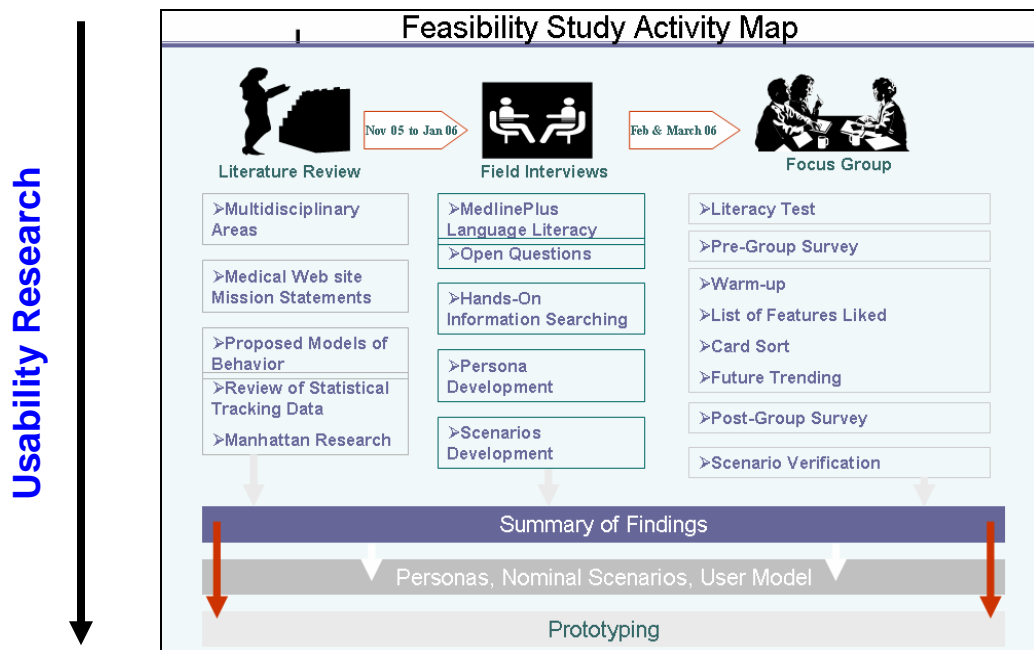 Usability Research
Feasibility Study Activity Map
Nov 05 to Jan 06
Feb & March 06
Literature Review
Field Interviews
Focus Group
➢Multidisciplinary
Areas
➢Medical Web site
Mission Statements
➢Proposed Models of
Behavior
➢Review of Statistical
Tracking Data
➢Manhattan Research
➢MedlinePlus
Language Literacy
➢Open Questions
➢Hands-On
Information Searching
➢Persona
Development
➢Scenarios
Development
➢Literacy Test
➢Pre-Group Survey
➢Warm-up
➢List of Features Liked
➢Card Sort
➢Future Trending
➢Post-Group Survey
➢Scenario Verification
Summary of Findings
Personas, Nominal Scenarios, User Model
Prototyping